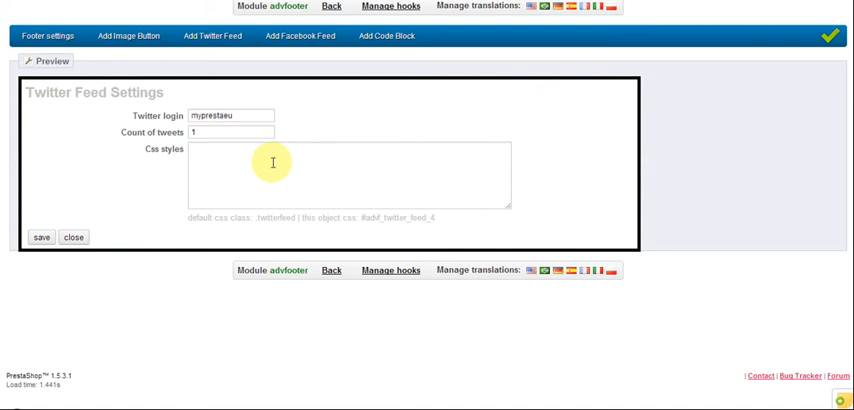 Module advfooter Back Manage hooks Manage translations:
Footer settings Add Image Button Add Twitter Feed Add Facebook Feed Add Code Block
Preview
Twitter Feed Settings
Twitter login myprestaeu
Count of tweets 1
Css styles
default css class: .twitterfeed | this object css: #advf_twitter_feed_4
save close
Module advfooter Back Manage hooks Manage translations:
PrestaShop™ 1.5.3.1 | Contact | Bug Tracker | Forum
Load time: 1.441s